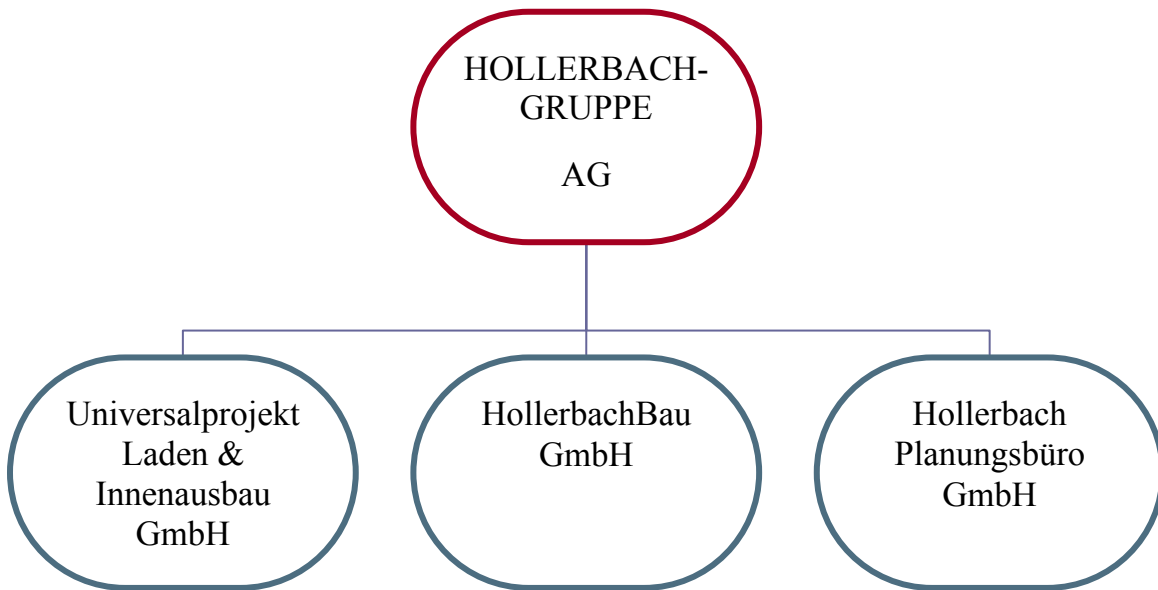 HOLLERBACH-
GRUPPE
AG
Universalprojekt
Laden &
Innenausbau
GmbH
HollerbachBau
GmbH
Hollerbach
Planungsbüro
GmbH